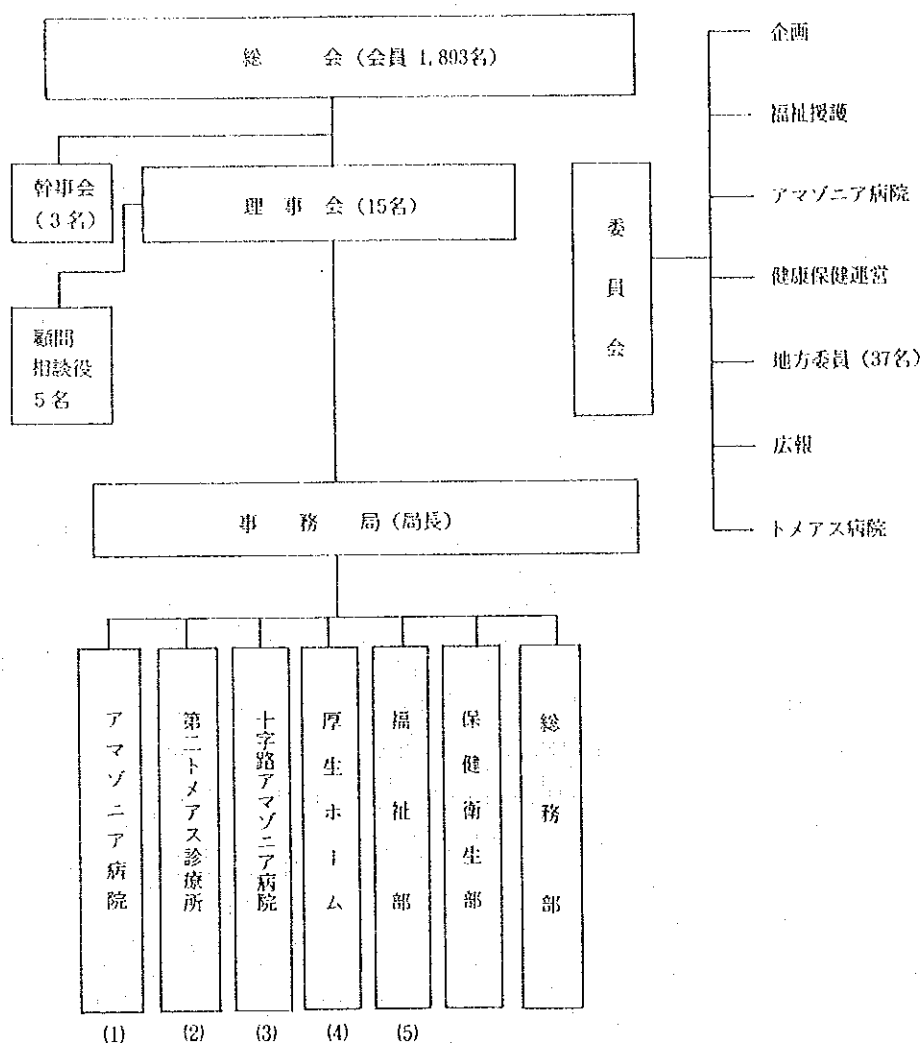 総 会 (会員 1,893名)
幹事会
(3名)
理 事 会 (15名)
顧問
相談役
5名
委員会
企画
福祉援護
アマゾニア病院
健康保健運営
地方委員 (37名)
広報
トメアス病院
事 務 局 (局長)
アマゾニア病院
第二トメアス診療所
十字路アマゾニア病院
厚生ホーム
福祉部
保健衛生部
総務部
(1)
(2)
(3)
(4)
(5)